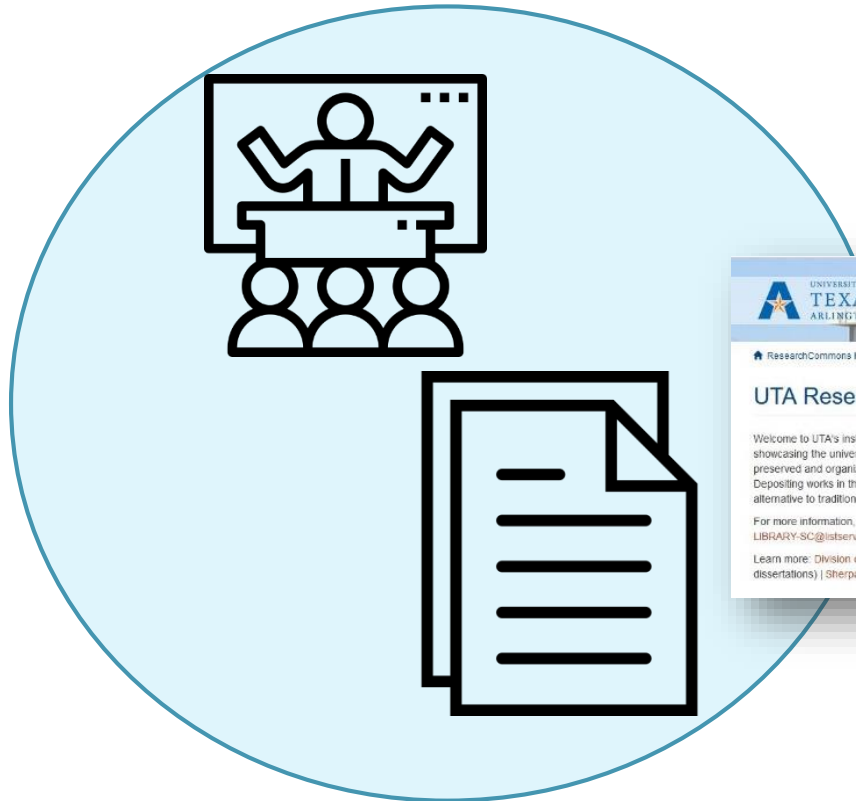 UNIVERSIT
TEXA
ARLINGT
ResearchCommons
UTA Rese
Welcome to UTA's ins
showcasing the univer
preserved and organi
Depositing works in th
alternative to tradition
For more information,
LIBRARY-SC@listserv
Learn more: Division
dissertations) | Sherpa